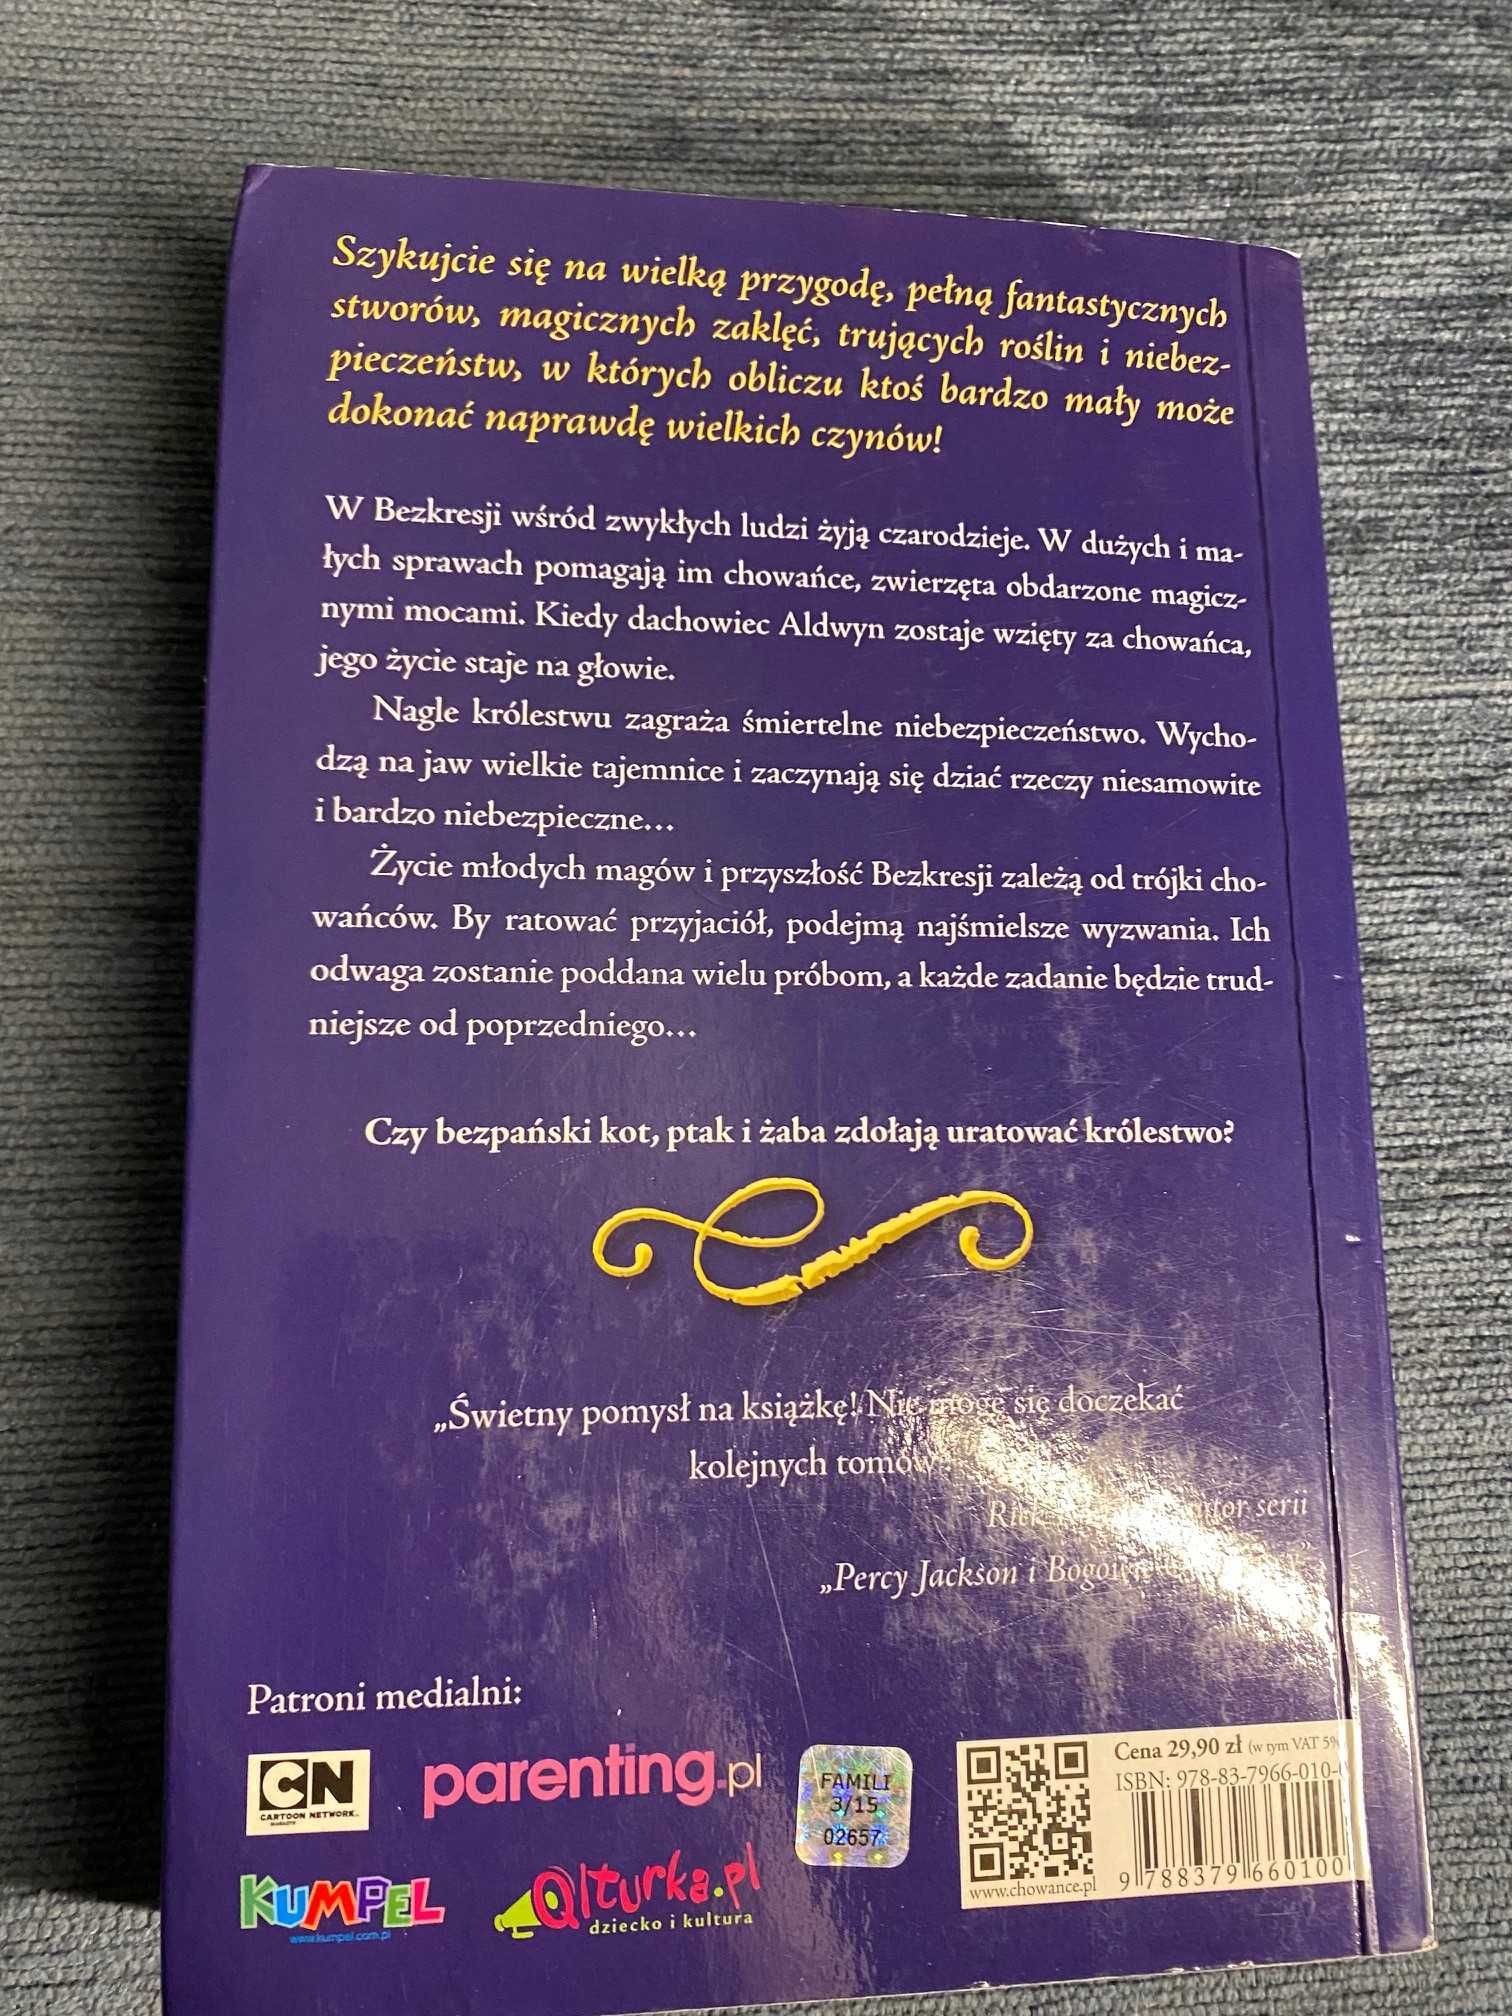 Szykujcie się na wielką przygodę, pełną fantastycznych
stworów, magicznych zaklęć, trujących roślin i niebez-
pieczeństw, w których obliczu ktoś bardzo mały może
dokonać naprawdę wielkich czynów!
W Bezkresji wśród zwykłych ludzi żyją czarodzieje. W dużych i ma-
łych sprawach pomagają im chowańce, zwierzęta obdarzone magicz-
nymi mocami. Kiedy dachowiec Aldwyn zostaje wzięty za chowańca,
jego życie staje na głowie.
Nagle królestwu zagraża śmiertelne niebezpieczeństwo. Wycho-
dzą na jaw wielkie tajemnice i zaczynają się dziać rzeczy niesamowite
i bardzo niebezpieczne...
Życie młodych magów i przyszłość Bezkresji zależą od trójki cho-
wańców. By ratować przyjaciół, podejmą najśmielsze wyzwania. Ich
odwaga zostanie poddana wielu próbom, a każde zadanie będzie trud-
niejsze od poprzedniego...
Czy bezpański kot, ptak i żaba zdołają uratować królestwo?
„Świetny pomysł na książkę! Nie mogę się doczekać
kolejnych tomów
serii
„Percy Jackson i
Patroni medialni:
CN
CARTOON NETWORK
MAGAZYN
parenting.pl
FAMILI
3/15
02657
Cena 29,90 zł (w tym VAT 5%
ISBN: 978-83-7966-010-
www.chowance.pl
9 788379 660100
KUMPEL
www.kumpel.com.pl
Qlturka.pl
dziecko i kultura